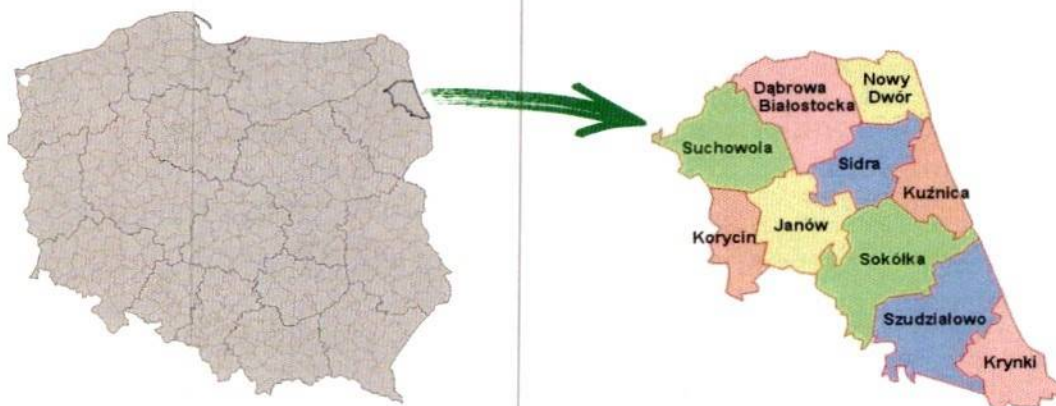 Dąbrowa
Białostocka
Nowy
Dwór
Suchowola
Sidra
Kuźnica
Korycin
Janów
Sokółka
Szudziałowo
Krynki